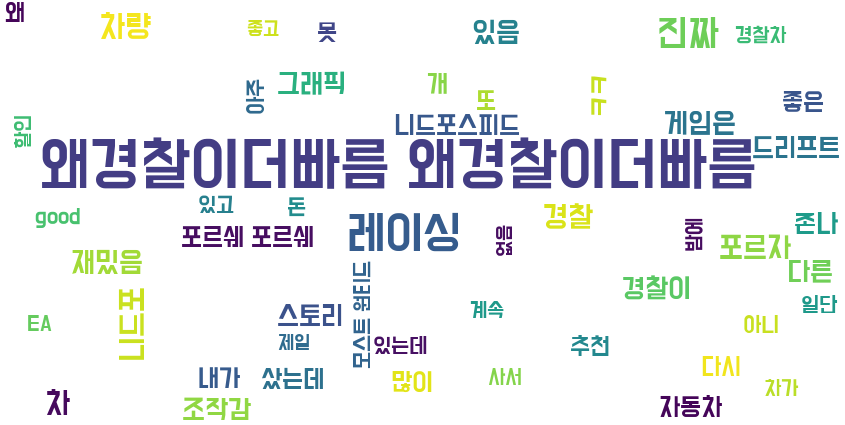 왜
차량
좋고
못
있음
진짜
경찰차
아주
그래픽
개
또
ㅋㅋ
좋은
할인
니드포스피드
게임은
드리프트
왜경찰이더빠름 왜경찰이더빠름
good
있고
돈
포르쉐 포르쉐
레이싱
없음
경찰
밤에
존나
재밌음
포르자
다른
니드포
모스트 원티드
경찰이
EA
스토리
계속
일단
제일
있는데
추천
아니
내가
샀는데
많이
사서
다시
차가
차
조작감
자동차